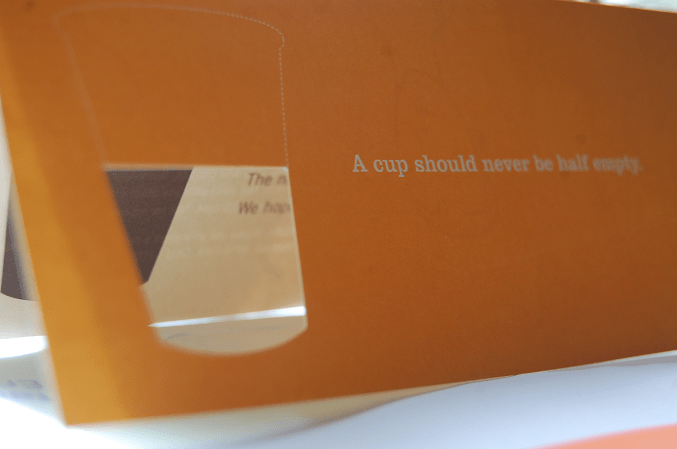 A cup should never be half empty.
The
We